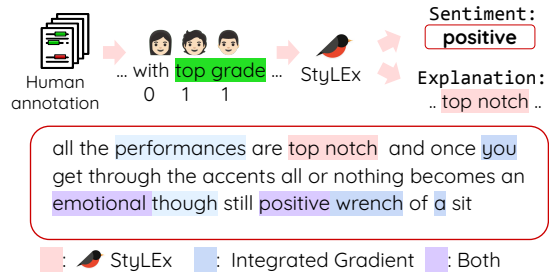 Human
annotation
... with top grade ...
0 1 1
StyLEx
Sentiment:
positive
Explanation:
.. top notch ..
all the performances are top notch and once you
get through the accents all or nothing becomes an
emotional though still positive wrench of a sit
: StyLEx : Integrated Gradient : Both